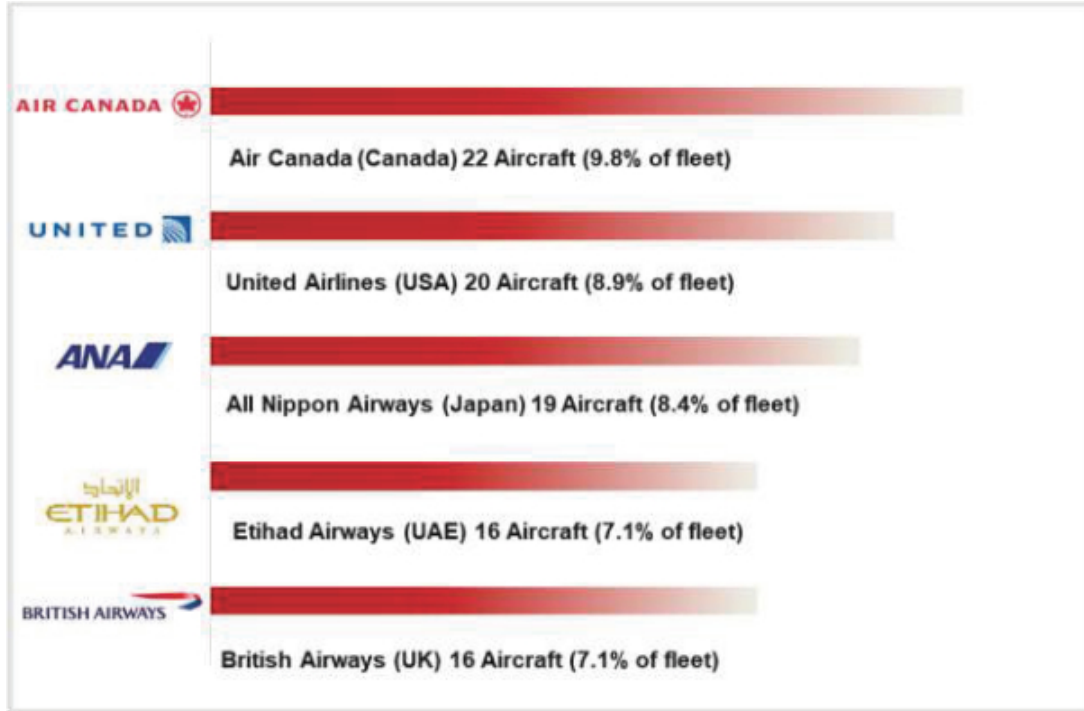 AIR CANADA
Air Canada (Canada) 22 Aircraft (9.8% of fleet)
UNITED
United Airlines (USA) 20 Aircraft (8.9% of fleet)
ANA
All Nippon Airways (Japan) 19 Aircraft (8.4% of fleet)
الإتحاد
ETIHAD
AIRWAYS
Etihad Airways (UAE) 16 Aircraft (7.1% of fleet)
BRITISH AIRWAYS
British Airways (UK) 16 Aircraft (7.1% of fleet)